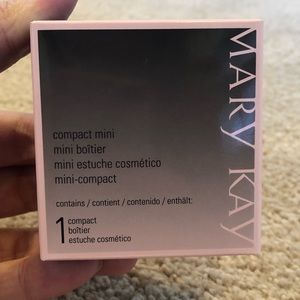 MARY KAY
compact mini
mini boîtier
mini estuche cosmético
mini-compact
contains / contient / contenido / enthält:
1 compact
boîtier
estuche cosmético